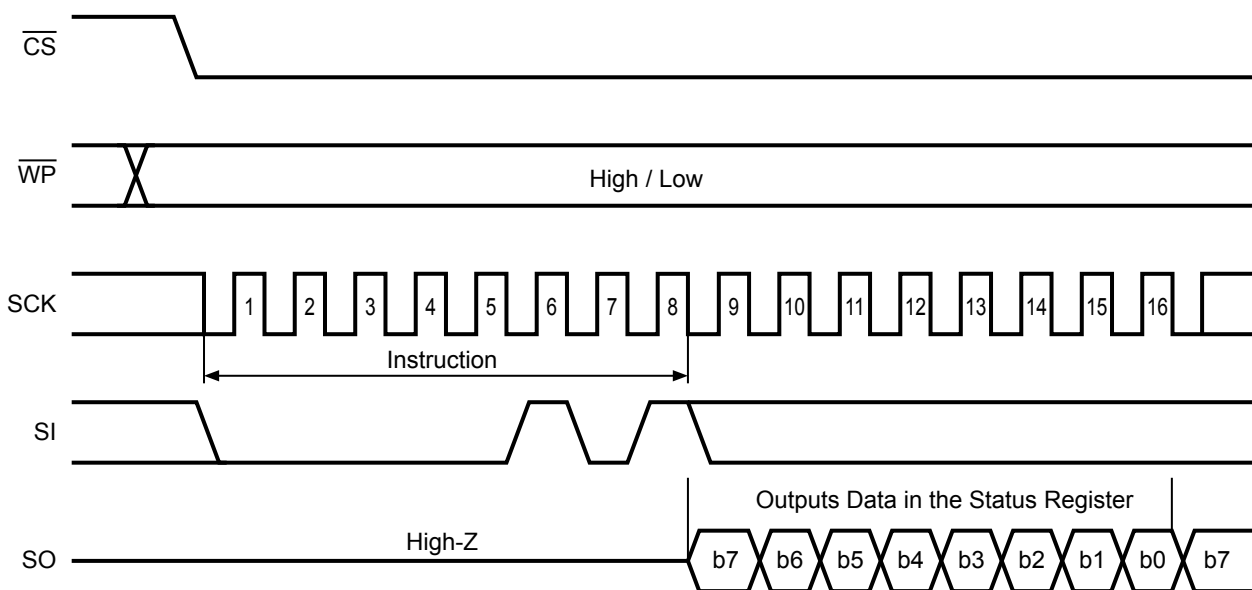 CS
WP
High / Low
SCK
1 2 3 4 5 6 7 8 9 10 11 12 13 14 15 16
Instruction
SI
Outputs Data in the Status Register
High-Z
SO
b7 b6 b5 b4 b3 b2 b1 b0 b7